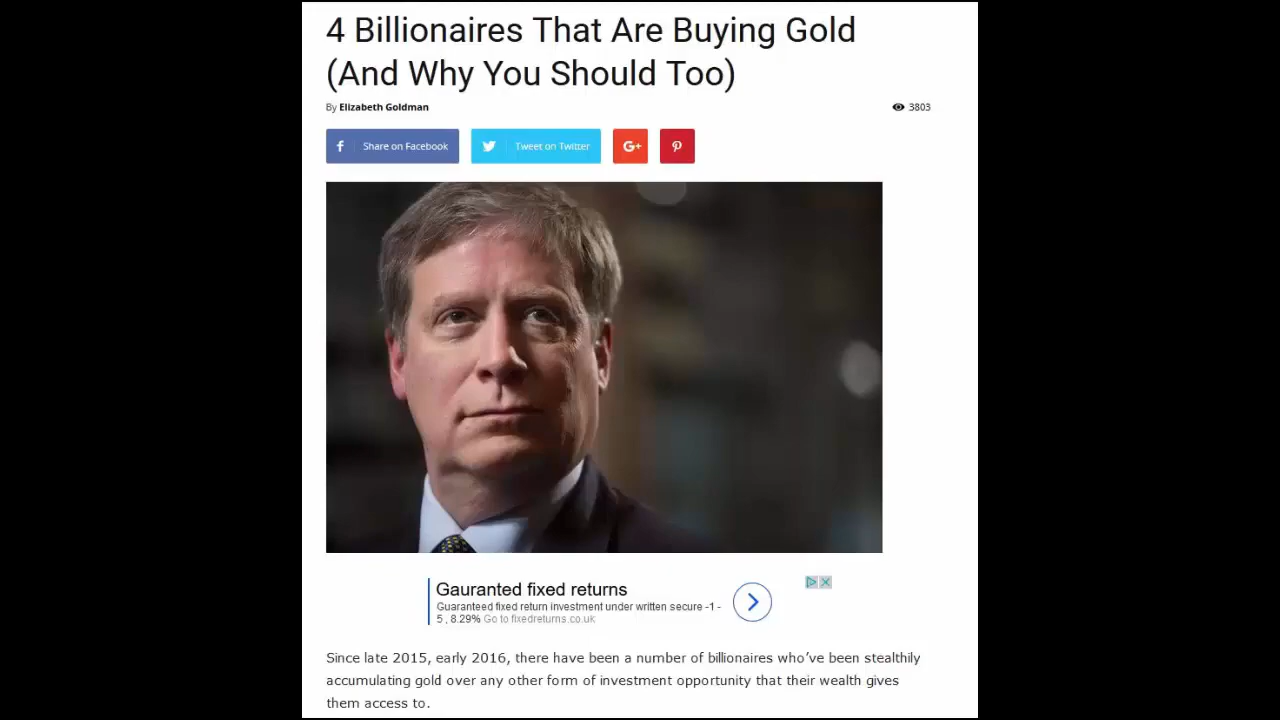 4 Billionaires That Are Buying Gold
(And Why You Should Too)
By Elizabeth Goldman
3803
Share on Facebook
Tweet on Twitter
G+
Gauranted fixed returns
Guaranteed fixed return investment under written secure -1 -
5 , 8.29% Go to fixedreturns.co.uk
Since late 2015, early 2016, there have been a number of billionaires who’ve been stealthily
accumulating gold over any other form of investment opportunity that their wealth gives
them access to.